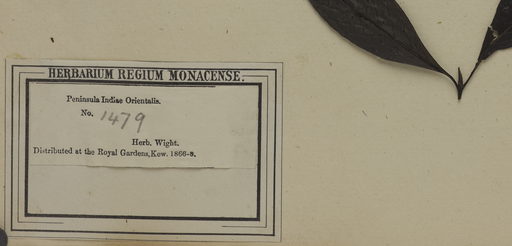 HERBARIUM REGIUM MONACENSE.
Peninsula Indiae Orientalis.
No. 1479
Herb. Wight.
Distributed at the Royal Gardens, Kew. 1866-8.